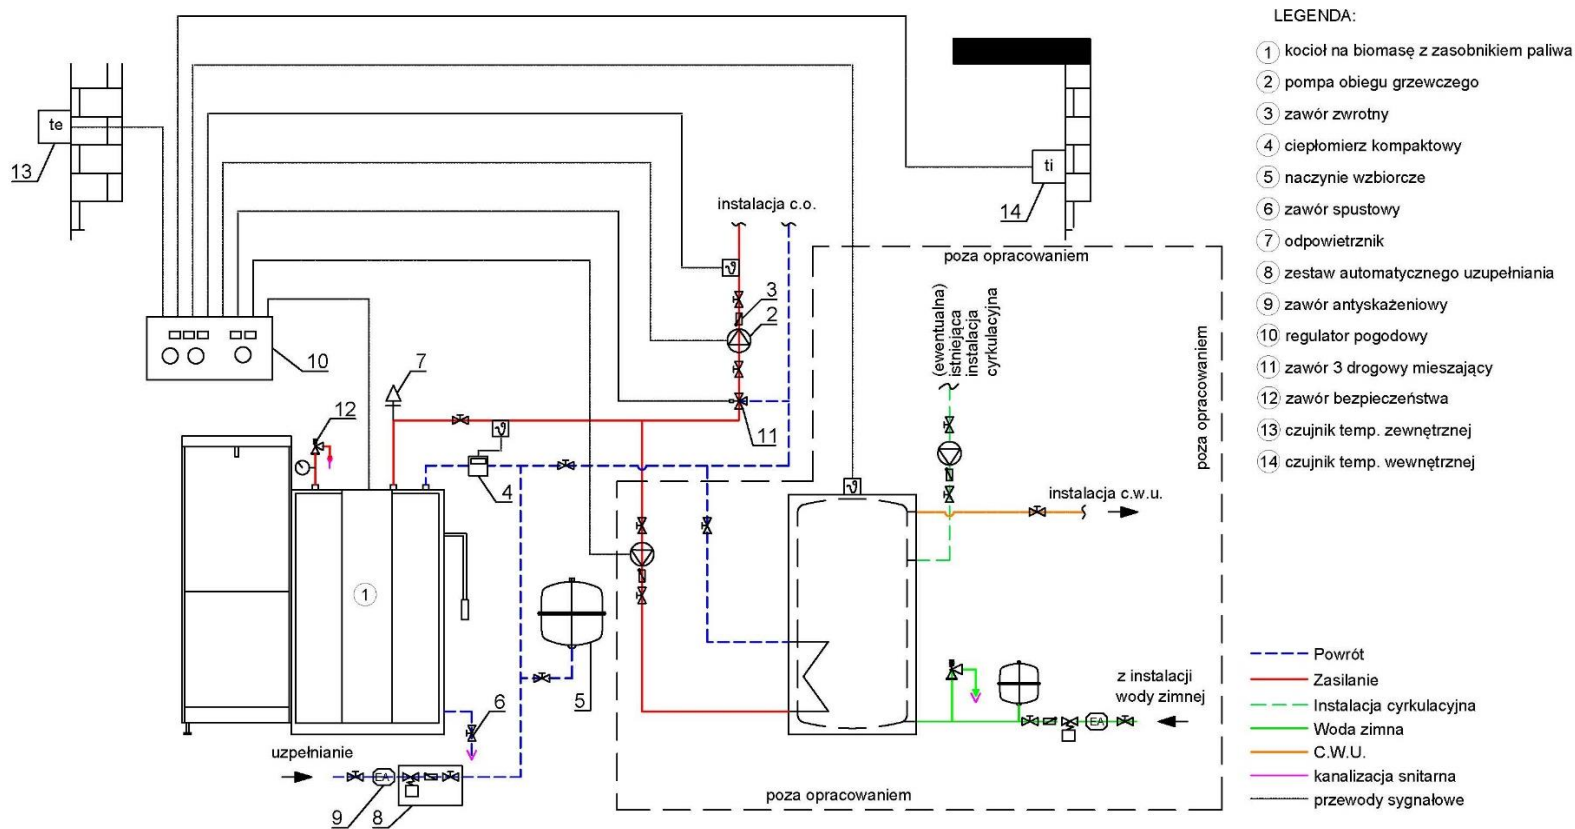 LEGENDA:
1 kocioł na biomasę z zasobnikiem paliwa
2 pompa obiegu grzewczego
3 zawór zwrotny
4 ciepłomierz kompaktowy
5 naczynie wzbiorcze
6 zawór spustowy
7 odpowietrznik
8 zestaw automatycznego uzupełniania
9 zawór antyskażeniowy
10 regulator pogodowy
11 zawór 3 drogowy mieszający
12 zawór bezpieczeństwa
13 czujnik temp. zewnętrznej
14 czujnik temp. wewnętrznej
te
13
ti
14
instalacja c.o.
poza opracowaniem
3
2
(ewentualna)
istniejąca
instalacja
cyrkulacyjna
poza opracowaniem
poza opracowaniem
10
7
12
11
4
instalacja c.w.u.
1
5
6
z instalacji
wody zimnej
EA
uzpełnianie
EA
9
8
poza opracowaniem
Powrót
Zasilanie
Instalacja cyrkulacyjna
Woda zimna
C.W.U.
kanalizacja snitarna
przewody sygnałowe